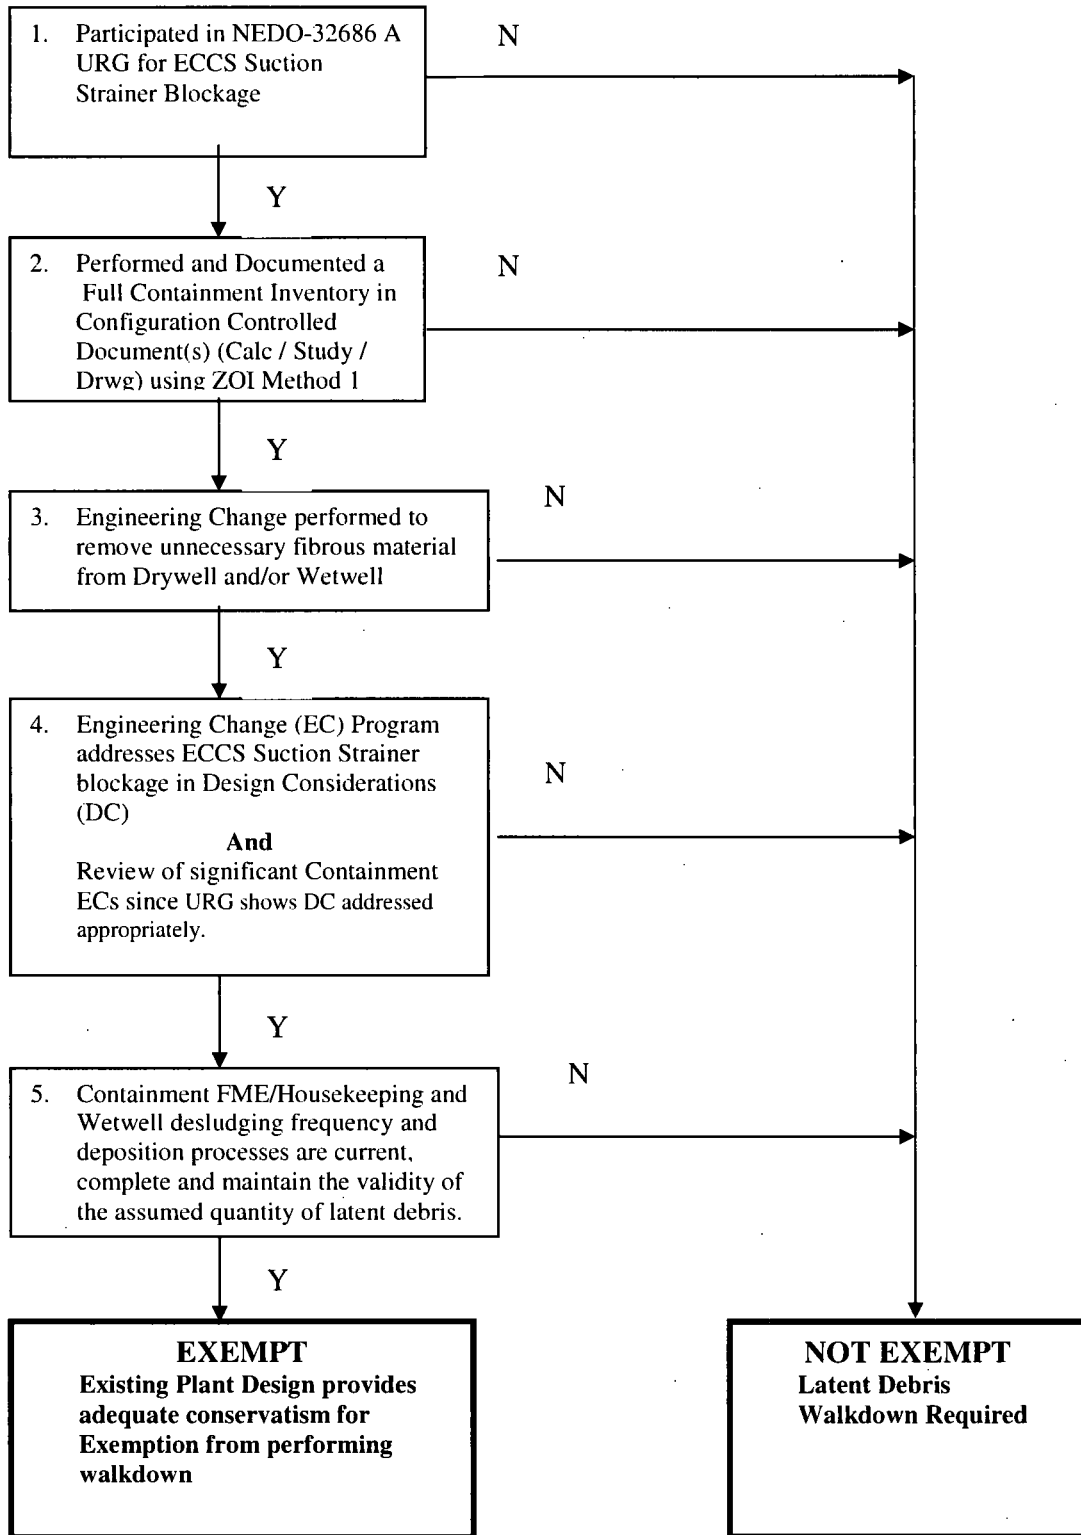 1. Participated in NEDO-32686 A
URG for ECCS Suction
Strainer Blockage
N
Y
2. Performed and Documented a
Full Containment Inventory in
Configuration Controlled
Document(s) (Calc / Study /
Drwg) using ZOI Method 1
N
Y
3. Engineering Change performed to
remove unnecessary fibrous material
from Drywell and/or Wetwell
N
Y
4. Engineering Change (EC) Program
addresses ECCS Suction Strainer
blockage in Design Considerations
(DC)
And
Review of significant Containment
ECs since URG shows DC addressed
appropriately.
N
Y
5. Containment FME/Housekeeping and
Wetwell desludging frequency and
deposition processes are current,
complete and maintain the validity of
the assumed quantity of latent debris.
N
Y
EXEMPT
Existing Plant Design provides
adequate conservatism for
Exemption from performing
walkdown
NOT EXEMPT
Latent Debris
Walkdown Required